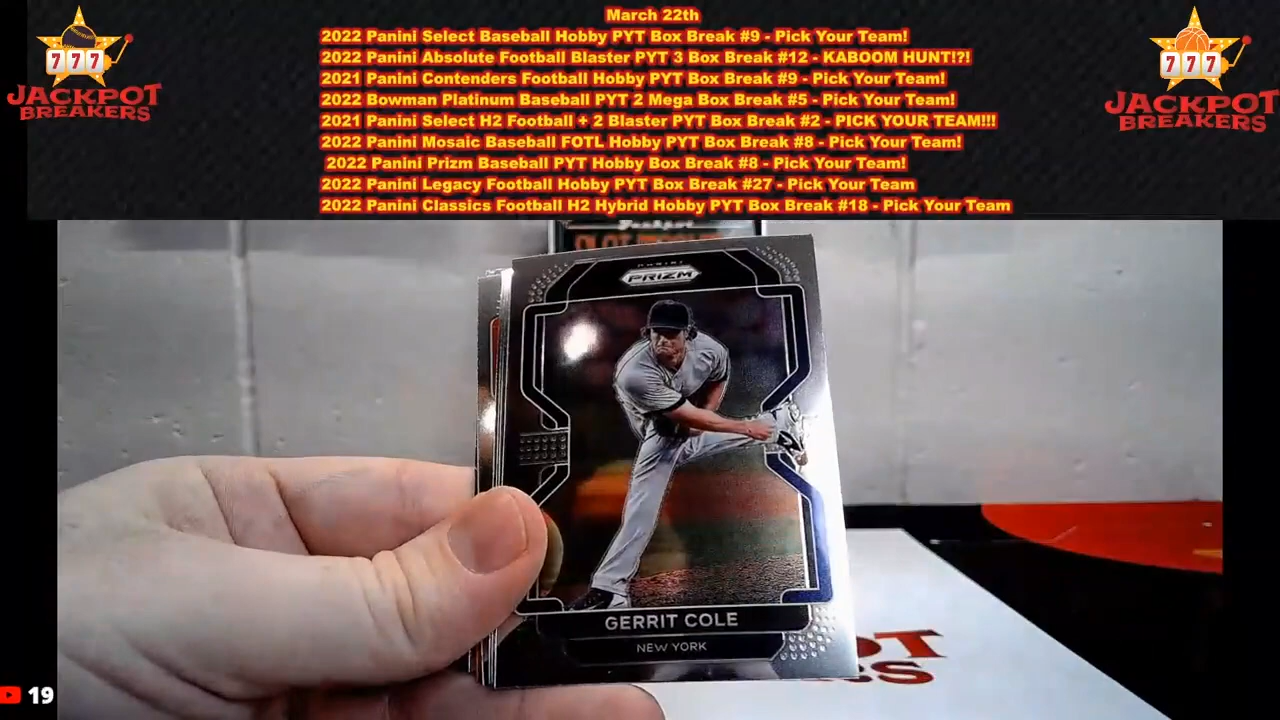 March 22th
2022 Panini Select Baseball Hobby PYT Box Break #9 - Pick Your Team!
2022 Panini Absolute Football Blaster PYT 3 Box Break #12 - KABOOM HUNT!?!
2021 Panini Contenders Football Hobby PYT Box Break #9 - Pick Your Team!
2022 Bowman Platinum Baseball PYT 2 Mega Box Break #5 - Pick Your Team!
2021 Panini Select H2 Football + 2 Blaster PYT Box Break #2 - PICK YOUR TEAM!!!
2022 Panini Mosaic Baseball FOTL Hobby PYT Box Break #8 - Pick Your Team!
2022 Panini Prizm Baseball PYT Hobby Box Break #8 - Pick Your Team!
2022 Panini Legacy Football Hobby PYT Box Break #27 - Pick Your Team
2022 Panini Classics Football H2 Hybrid Hobby PYT Box Break #18 - Pick Your Team
777
JACKPOT
BREAKERS
777
JACKPOT
BREAKERS
Jackpot
PANINI
PRIZM
GERRIT COLE
NEW YORK
19